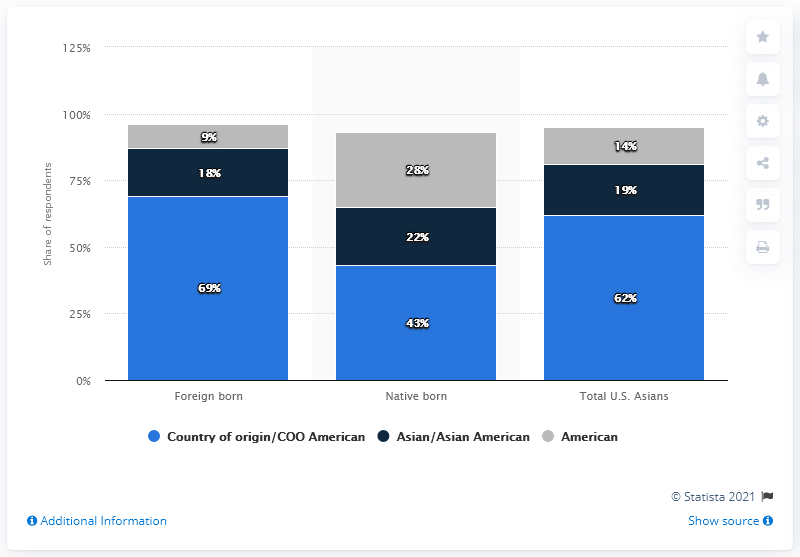 125%
100%
75%
50%
25%
0%
Share of respondents
9%
18%
69%
28%
22%
43%
14%
19%
62%
Foreign born
Native born
Total U.S. Asians
Country of origin/COO American
Asian/Asian American
American
© Statista 2021
Additional Information
Show source